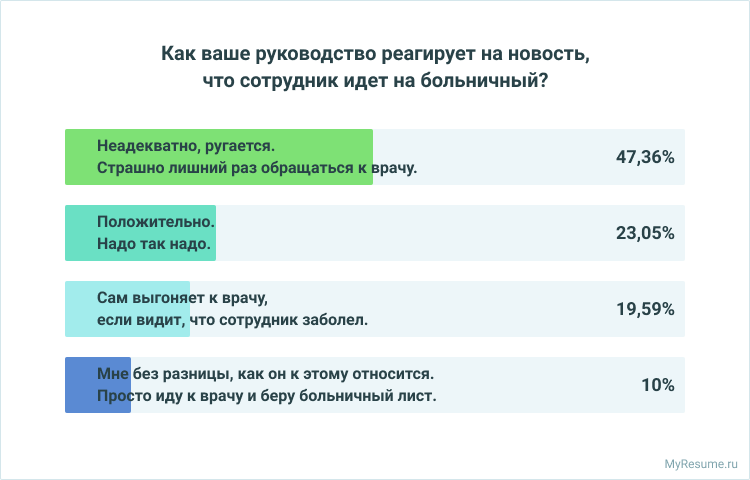 Как ваше руководство реагирует на новость,
что сотрудник идет на больничный?
Неадекватно, ругается.
Страшно лишний раз обращаться к врачу.
47,36%
Положительно.
Надо так надо.
23,05%
Сам выгоняет к врачу,
если видит, что сотрудник заболел.
19,59%
Мне без разницы, как он к этому относится.
Просто иду к врачу и беру больничный лист.
10%
MyResume.ru